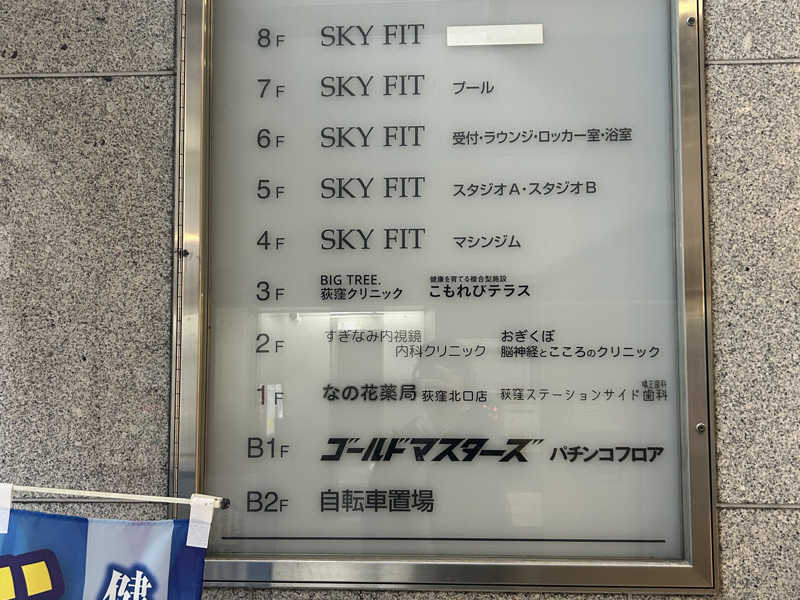 8F SKY FIT
7F SKY FIT プール
6F SKY FIT 受付・ラウンジ・ロッカー室・浴室
5F SKY FIT スタジオA・スタジオB
4F SKY FIT マシンジム
3F BIG TREE. 荻窪クリニック 健康を育てる複合型施設 こもれびテラス
2F すぎなみ内視鏡 内科クリニック おぎくぼ 脳神経とこころのクリニック
1F なの花薬局 荻窪北口店 荻窪ステーションサイド 矯正歯科 歯科
B1F ゴールドマスターズ パチンコフロア
B2F 自転車置場
健